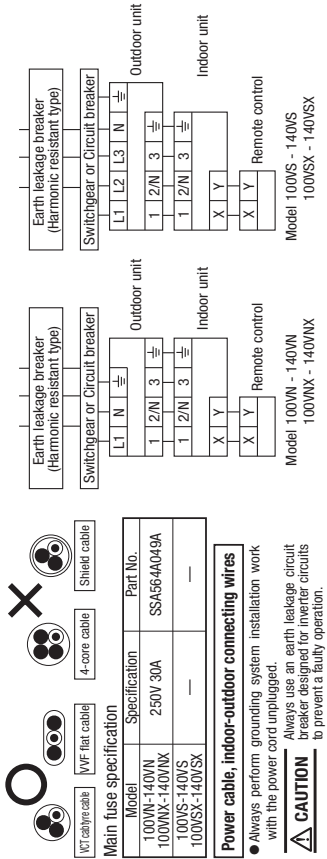 VCT cabtyre cable
VVF flat cable
4-core cable
Shield cable
Main fuse specification
Model Specification Part No.
100VN-140VN
100VNX-140VNX
250V 30A SSA564A049A
100VS-140VS
100VSX-140VSX
— —
Power cable, indoor-outdoor connecting wires
● Always perform grounding system installation work
with the power cord unplugged.
CAUTION
Always use an earth leakage circuit
breaker designed for inverter circuits
to prevent a faulty operation.
Earth leakage breaker
(Harmonic resistant type)
Switchgear or Circuit breaker
L1 N
Outdoor unit
1 2/N 3
1 2/N 3
Indoor unit
X Y
X Y
Remote control
Model 100VN - 140VN
100VNX - 140VNX
Earth leakage breaker
(Harmonic resistant type)
Switchgear or Circuit breaker
L1 L2 L3 N
Outdoor unit
1 2/N 3
1 2/N 3
Indoor unit
X Y
X Y
Remote control
Model 100VS - 140VS
100VSX - 140VSX